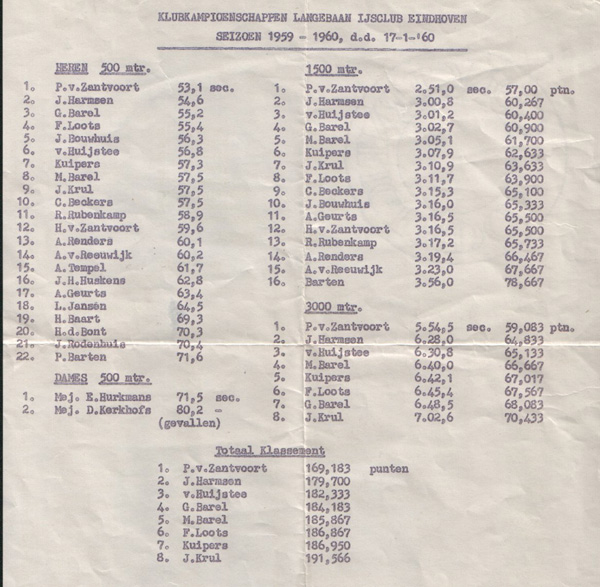 KLUBKAMPIOENSCHAPPEN LANGEBAAN IJSCLUB EINDHOVEN
SEIZOEN 1959 - 1960, d.d. 17-1-'60
HEREN 500 mtr.
1. P.v.Zantvoort 53,1 sec.
2. J.Harmsen 54,6
3. G.Barel 55,2
4. F.Loots 55,4
5. J.Bouwhuis 56,3
6. v.Huijstee 56,8
7. Kuipers 57,3
8. M.Barel 57,5
9. J.Krul 57,5
10. C.Beckers 57,5
11. R.Rubenkamp 58,9
12. H.v.Zantvoort 59,6
13. A.Renders 60,1
14. A.v.Reeuwijk 60,2
15. A.Tempel 61,7
16. J.H.Huskens 62,8
17. A.Geurts 63,4
18. L.Jansen 64,5
19. H.Baart 69,3
20. H.d.Bont 70,3
21. J.Rodenhuis 70,4
22. P.Barten 71,6
DAMES 500 mtr.
1. Mej. E.Hurkmans 71,5 sec.
2. Mej. D.Kerkhofs 80,2 -
(gevallen)
1500 mtr.
1. P.v.Zantvoort 2.51,0 sec. 57,00 ptn.
2. J.Harmsen 3.00,8 60,267
3. v.Huijstee 3.01,2 60,400
4. G.Barel 3.02,7 60,900
5. M.Barel 3.05,1 61,700
6. Kuipers 3.07,9 62,633
7. J.Krul 3.10,9 63,633
8. F.Loots 3.11,7 63,900
9. C.Beckers 3.15,3 65,100
10. J.Bouwhuis 3.16,0 65,333
11. A.Geurts 3.16,5 65,500
12. H.v.Zantvoort 3.16,5 65,500
13. R.Rubenkamp 3.17,2 65,733
14. A.Renders 3.19,4 66,467
15. A.v.Reeuwijk 3.23,0 67,667
16. Barten 3.56,0 78,667
3000 mtr.
1. P.v.Zantvoort 5.54,5 sec. 59,083 ptn.
2. J.Harmsen 6.28,0 64,833
3. v.Huijstee 6.30,8 65,133
4. M.Barel 6.40,0 66,667
5. Kuipers 6.42,1 67,017
6. F.Loots 6.45,4 67,567
7. G.Barel 6.48,5 68,083
8. J.Krul 7.02,6 70,433
Totaal Klassement
1. P.v.Zantvoort 169,183 punten
2. J.Harmsen 179,700
3. v.Huijstee 182,333
4. G.Barel 184,183
5. M.Barel 185,867
6. F.Loots 186,867
7. Kuipers 186,950
8. J.Krul 191,566